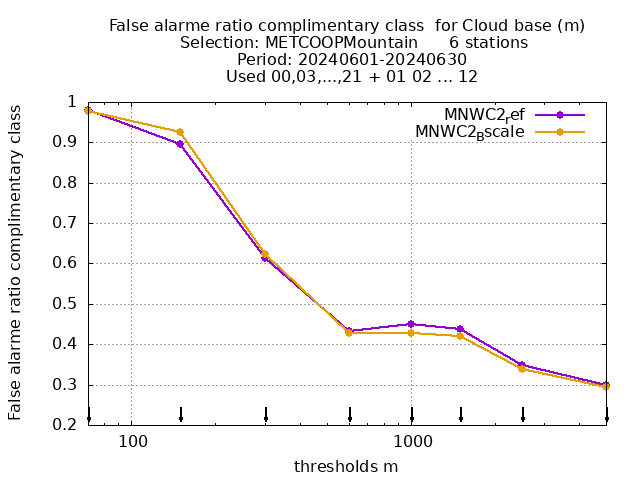 False alarme ratio complimentary class  for Cloud base (m)
Selection: METCOOPMountain      6 stations
Period: 20240601-20240630
Used 00,03,...,21 + 01 02 ... 12
False alarme ratio complimentary class
1
0.9
0.8
0.7
0.6
0.5
0.4
0.3
0.2
MNWC2ref
MNWC2Bscale
100
1000
thresholds m